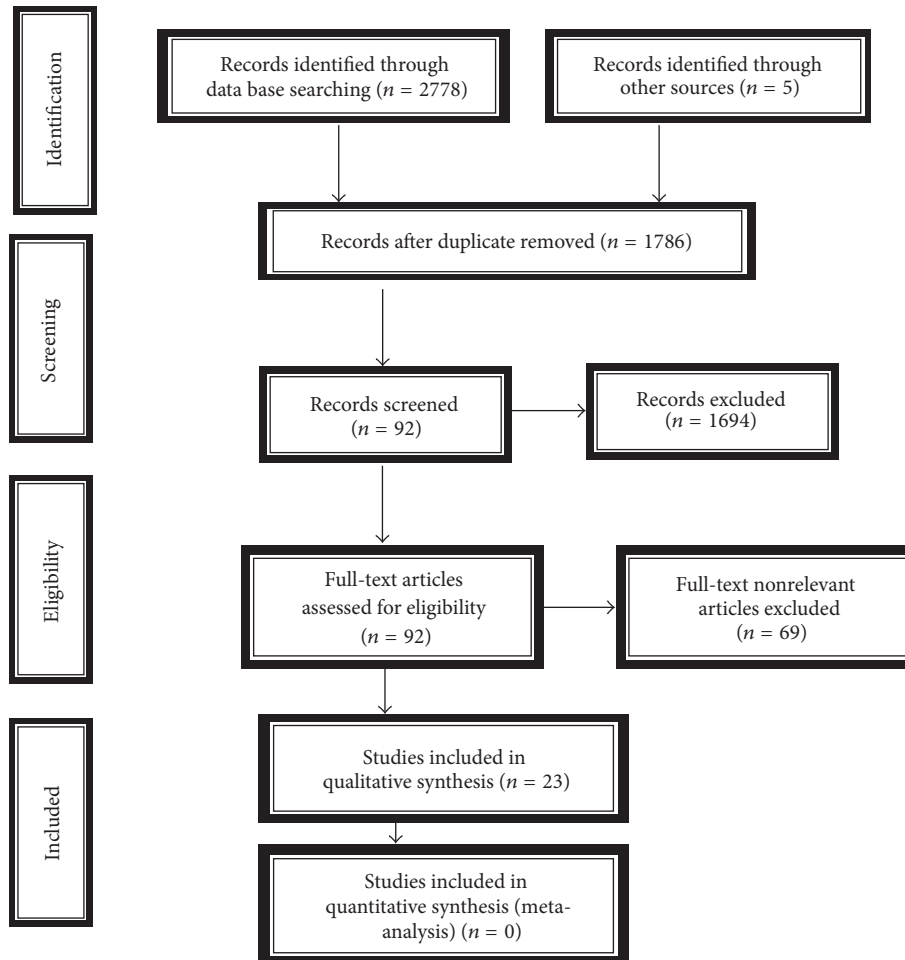 Identification
Records identified through
data base searching (n = 2778)
Records identified through
other sources (n = 5)
Records after duplicate removed (n = 1786)
Screening
Records screened
(n = 92)
Records excluded
(n = 1694)
Eligibility
Full-text articles
assessed for eligibility
(n = 92)
Full-text nonrelevant
articles excluded
(n = 69)
Included
Studies included in
qualitative synthesis (n = 23)
Studies included in
quantitative synthesis (meta-
analysis) (n = 0)